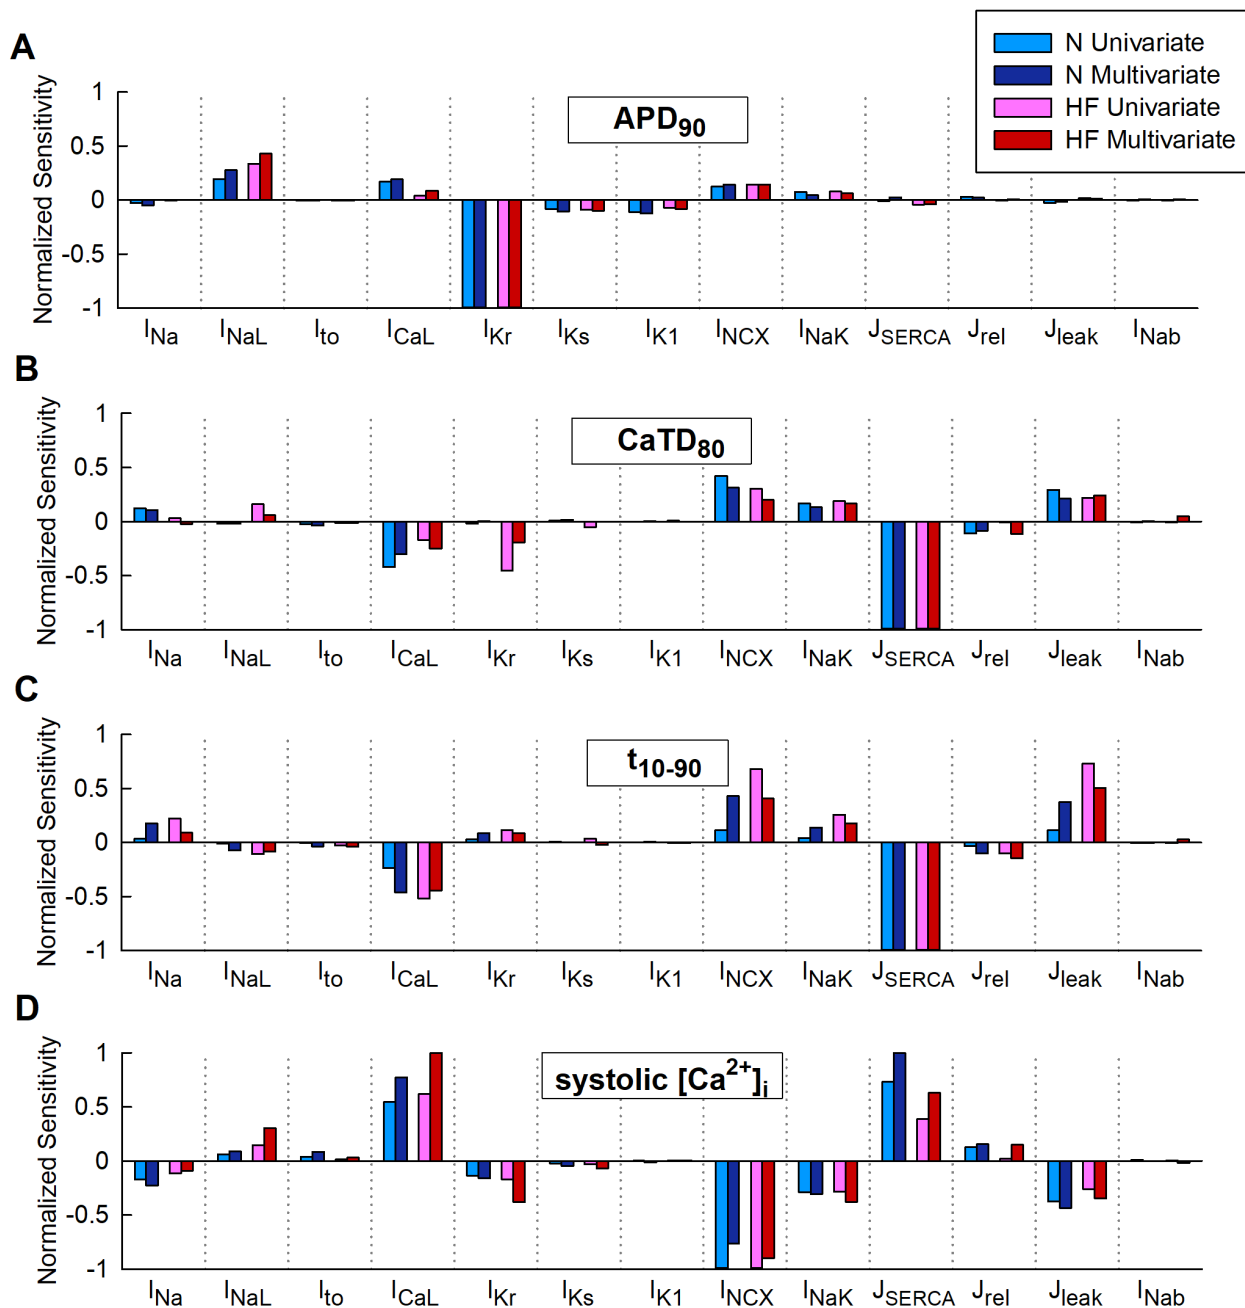 N Univariate
N Multivariate
HF Univariate
HF Multivariate
A
Normalized Sensitivity
1
0.5
0
-0.5
-1
APD90
INa INaL Ito ICaL IKr IKs IK1 INCX INaK JSERCA Jrel Jleak INab
B
Normalized Sensitivity
1
0.5
0
-0.5
-1
CaTD80
INa INaL Ito ICaL IKr IKs IK1 INCX INaK JSERCA Jrel Jleak INab
C
Normalized Sensitivity
1
0.5
0
-0.5
-1
t10-90
INa INaL Ito ICaL IKr IKs IK1 INCX INaK JSERCA Jrel Jleak INab
D
Normalized Sensitivity
1
0.5
0
-0.5
-1
systolic [Ca2+]i
INa INaL Ito ICaL IKr IKs IK1 INCX INaK JSERCA Jrel Jleak INab